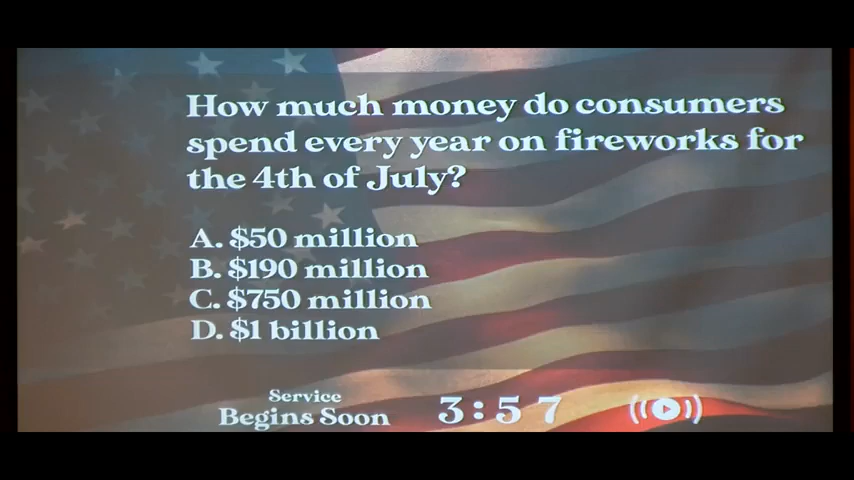 How much money do consumers
spend every year on fireworks for
the 4th of July?
A. $50 million
B. $190 million
C. $750 million
D. $1 billion
Service
Begins Soon
3:57